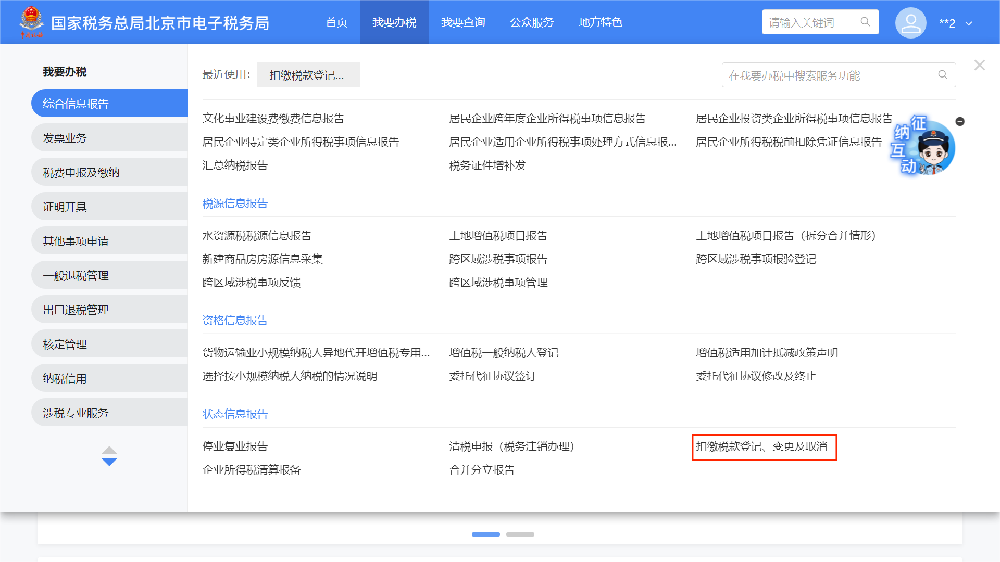 国家税务总局北京市电子税务局
首页 我要办税 我要查询 公众服务 地方特色
请输入关键词
**2
我要办税
综合信息报告
发票业务
税费申报及缴纳
证明开具
其他事项申请
一般退税管理
出口退税管理
核定管理
纳税信用
涉税专业服务
最近使用： 扣缴税款登记...
在我要办税中搜索服务功能
文化事业建设费缴费信息报告 居民企业跨年度企业所得税事项信息报告 居民企业投资类企业所得税事项信息报告
居民企业特定类企业所得税事项信息报告 居民企业适用企业所得税事项处理方式信息报... 居民企业所得税税前扣除凭证信息报告
汇总纳税报告 税务证件增补发
征纳互动
税源信息报告
水资源税税源信息报告 土地增值税项目报告 土地增值税项目报告（拆分合并情形）
新建商品房房源信息采集 跨区域涉税事项报告 跨区域涉税事项报验登记
跨区域涉税事项反馈 跨区域涉税事项管理
资格信息报告
货物运输业小规模纳税人异地代开增值税专用... 增值税一般纳税人登记 增值税适用加计抵减政策声明
选择按小规模纳税人纳税的情况说明 委托代征协议签订 委托代征协议修改及终止
状态信息报告
停业复业报告 清税申报（税务注销办理） 扣缴税款登记、变更及取消
企业所得税清算报备 合并分立报告